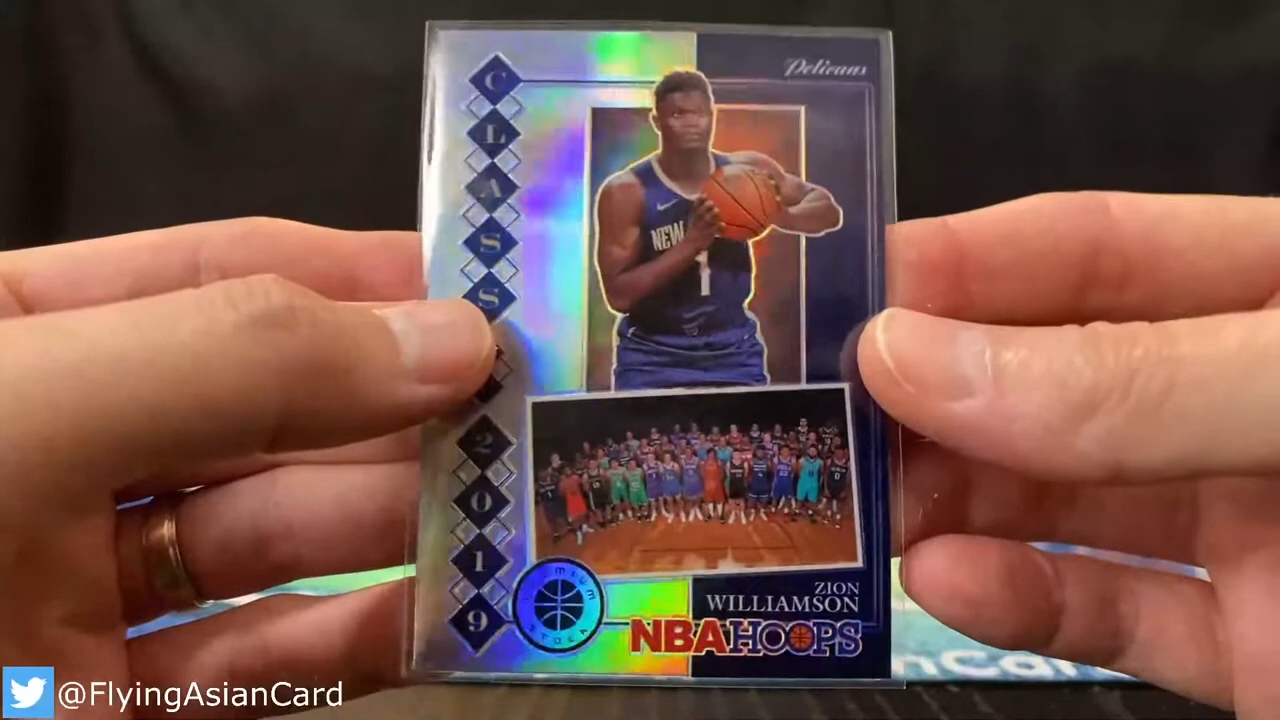 Pelicans
CLASS
2019
NEW
1
PREMIUM STOCK
ZION
WILLIAMSON
NBA HOOPS
@FlyingAsianCard